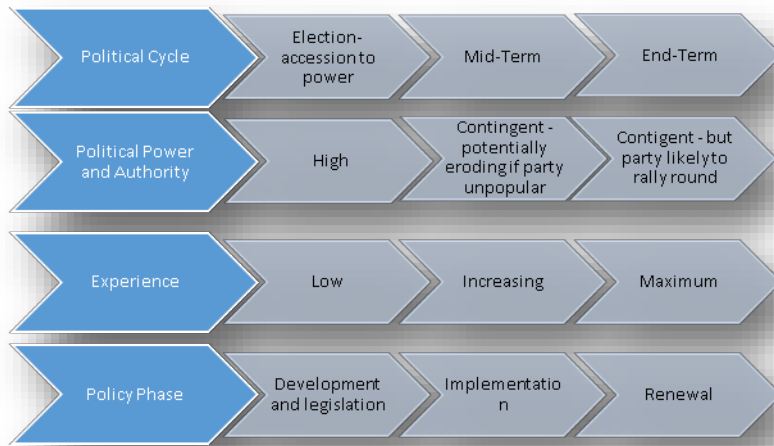 Political Cycle
Election-
accession to
power
Mid-Term
End-Term
Political Power
and Authority
High
Contingent -
potentially
eroding if party
unpopular
Contigent - but
party likely to
rally round
Experience
Low
Increasing
Maximum
Policy Phase
Development
and legislation
Implementatio
n
Renewal